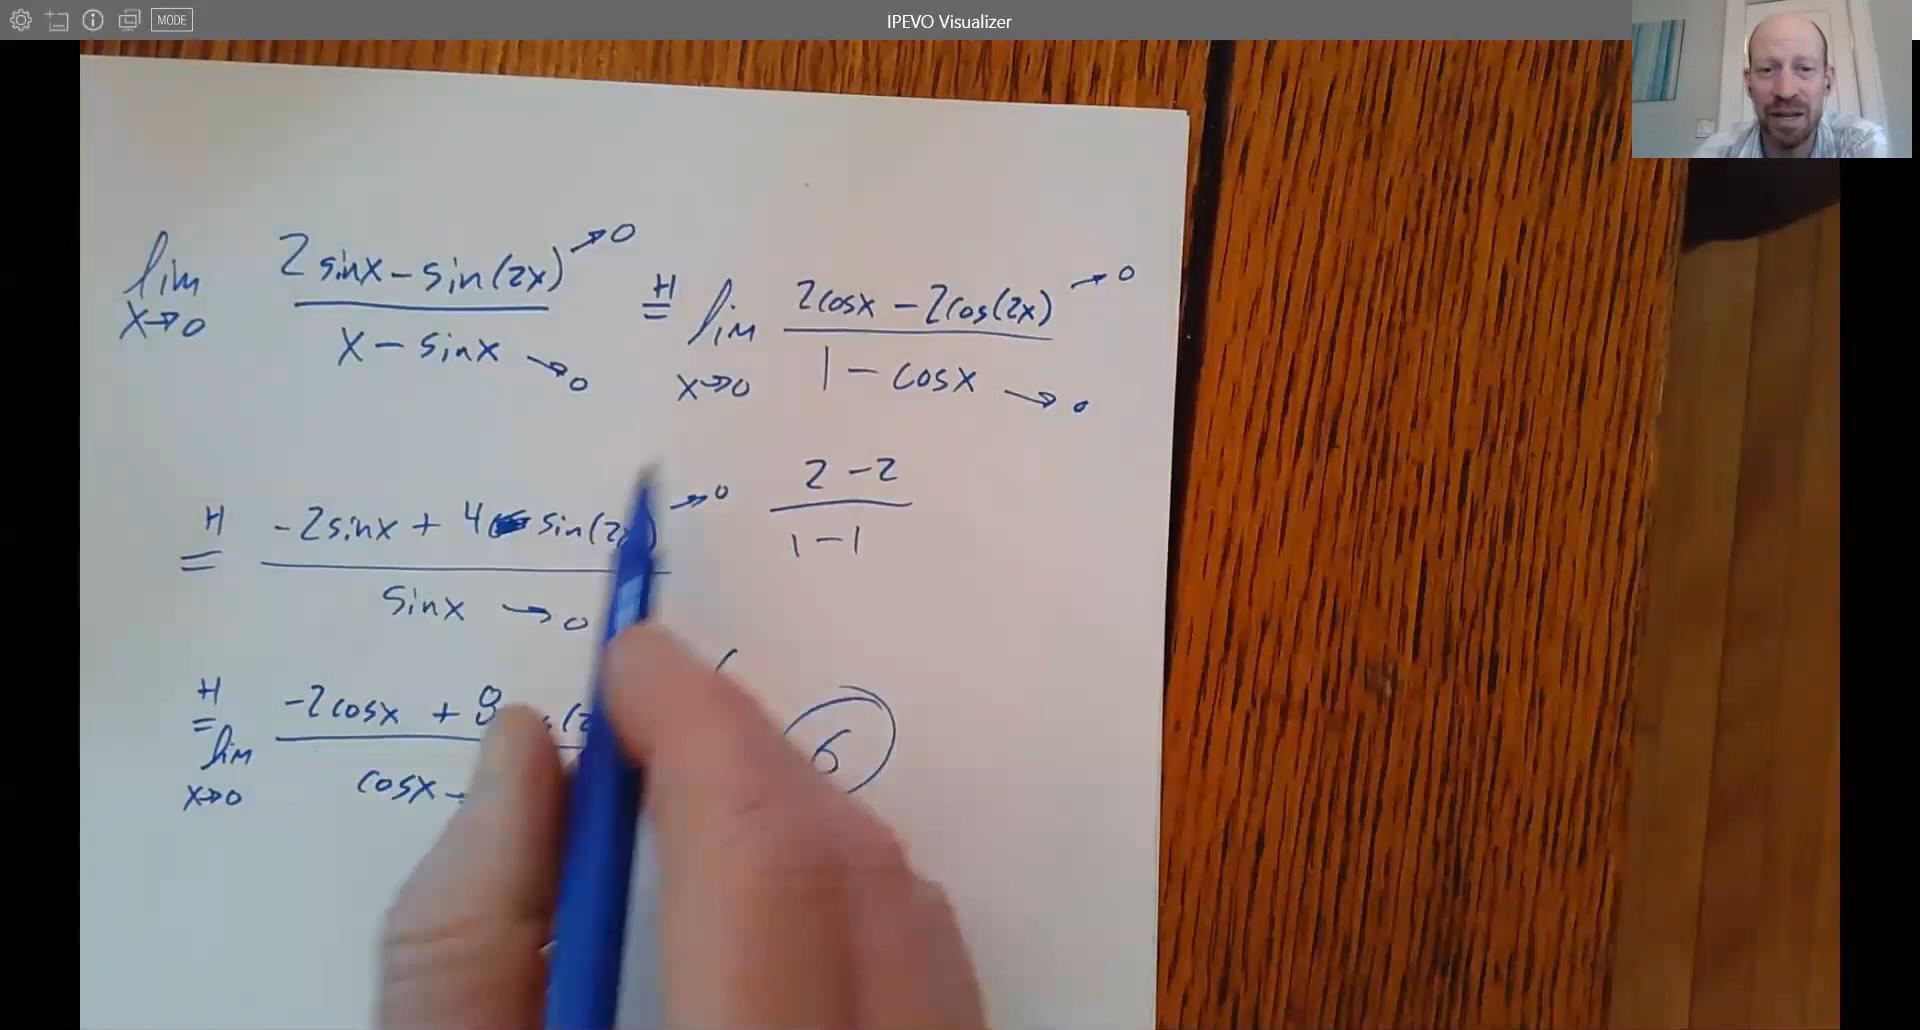 MODE
IPEVO Visualizer
lim x→0 (2sinx − sin(2x)) →0 / (x − sinx) →0 =H lim x→0 (2cosx − 2cos(2x)) →0 / (1 − cosx) →0
=H (-2sinx + 4 sin(2x)) →0 / sinx →0
2 − 2 / 1 − 1
=H lim x→0 -2cosx + 8 / cosx
6